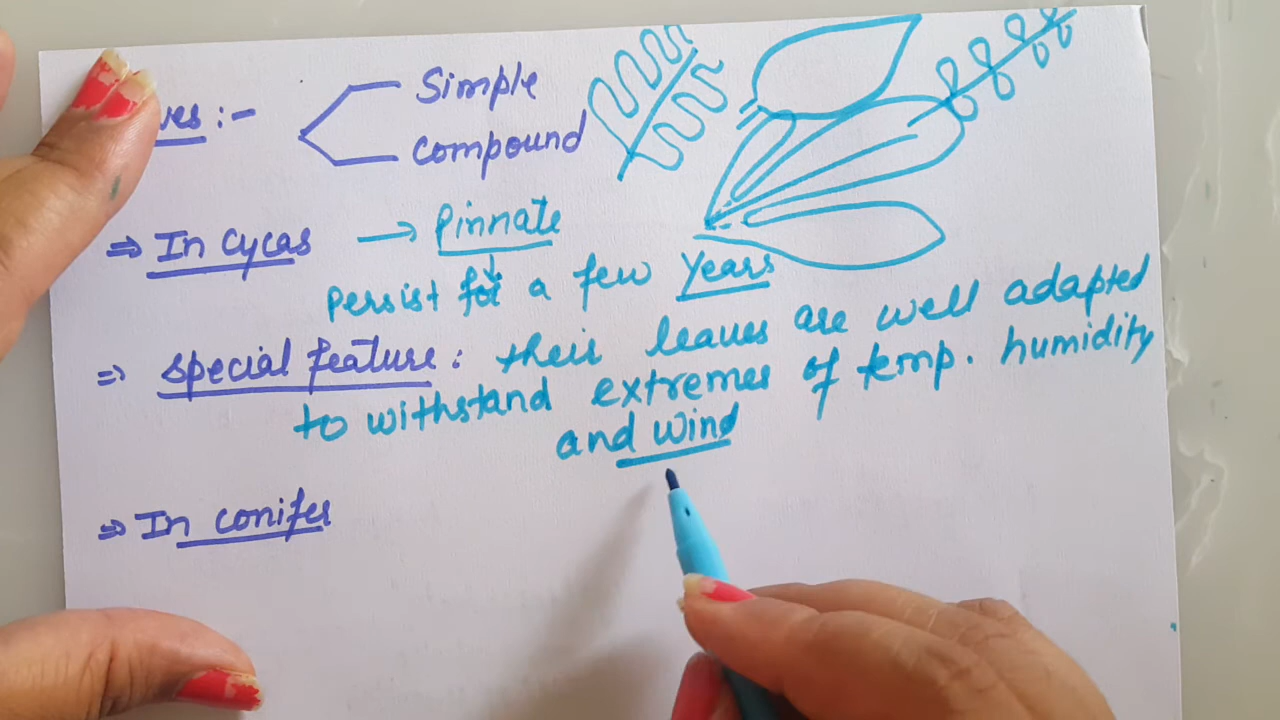 ves :-
Simple
compound
⇒ In Cycas → Pinnate
↓
Persist for a few years
⇒ special feature : their leaves are well adapted
to withstand extremes of temp. humidity
and wind
⇒ In conifer